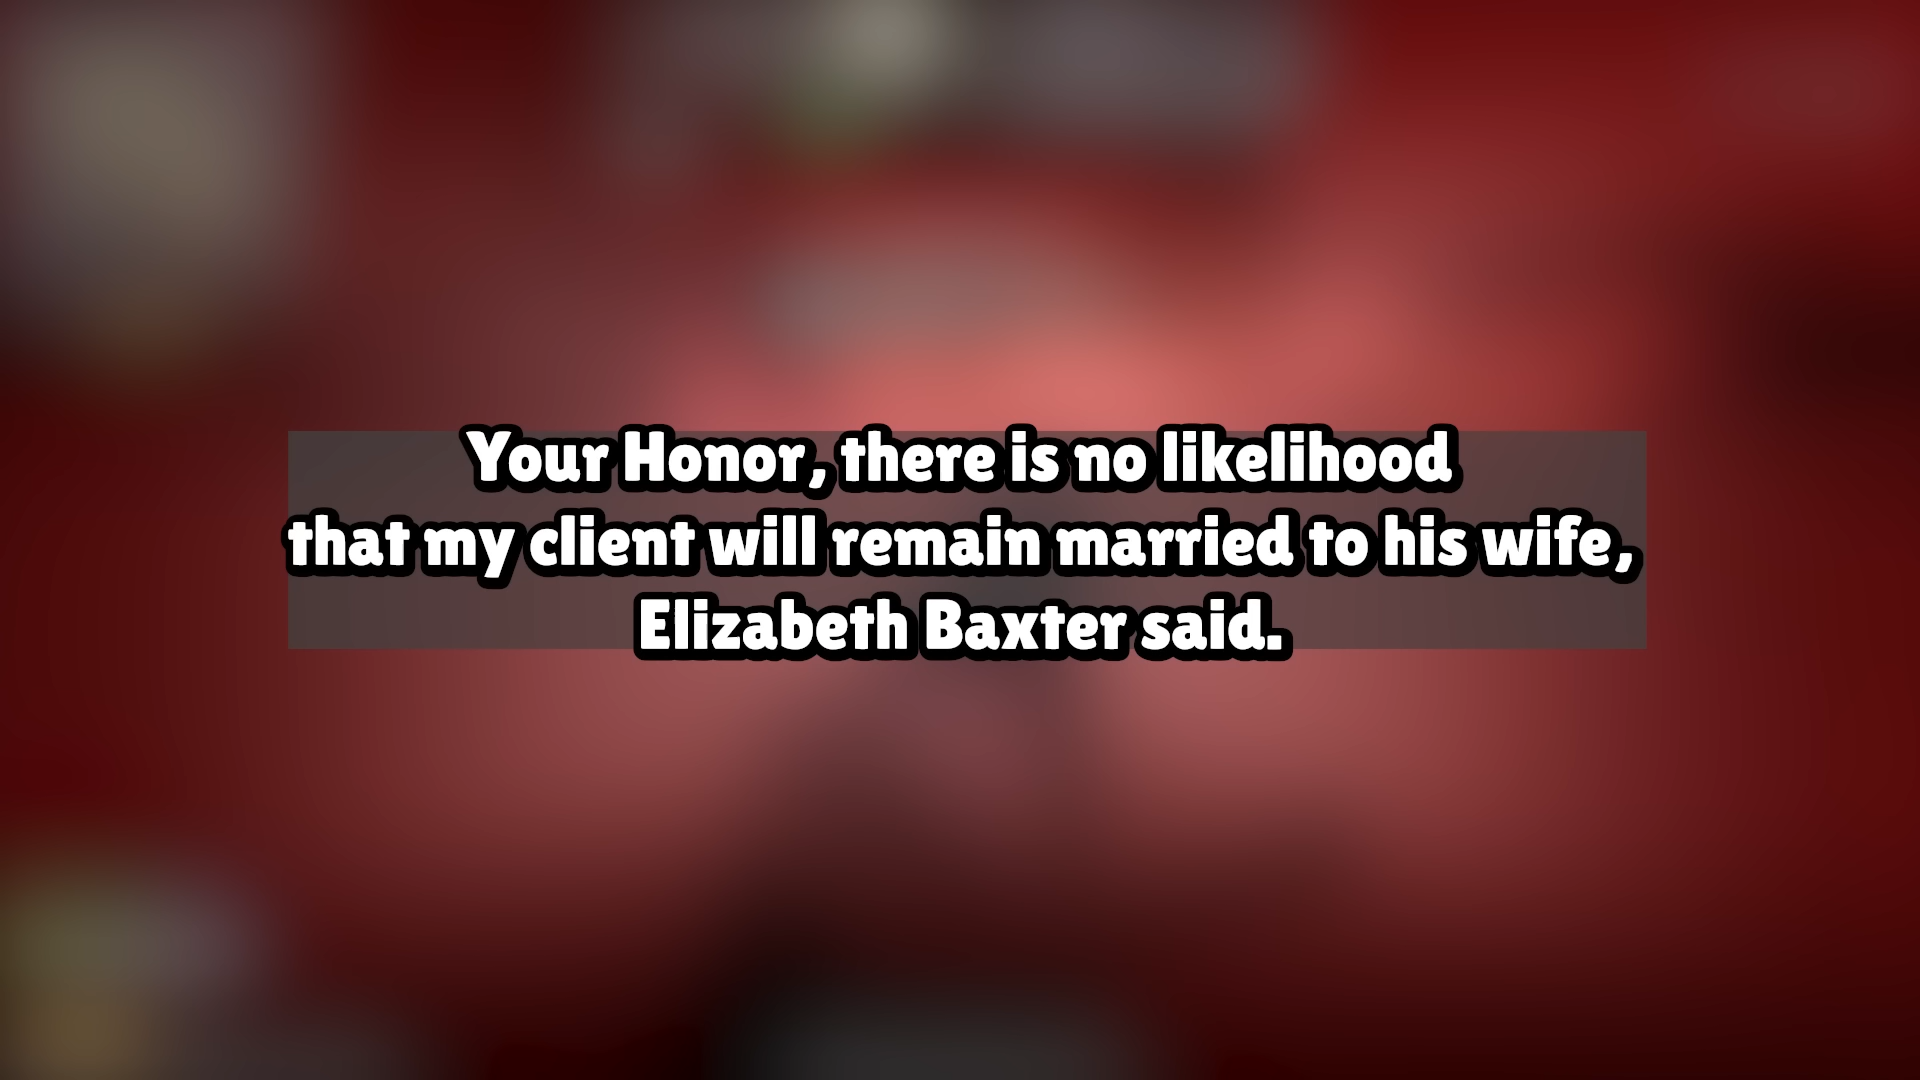 Your Honor, there is no likelihood
that my client will remain married to his wife,
Elizabeth Baxter said.